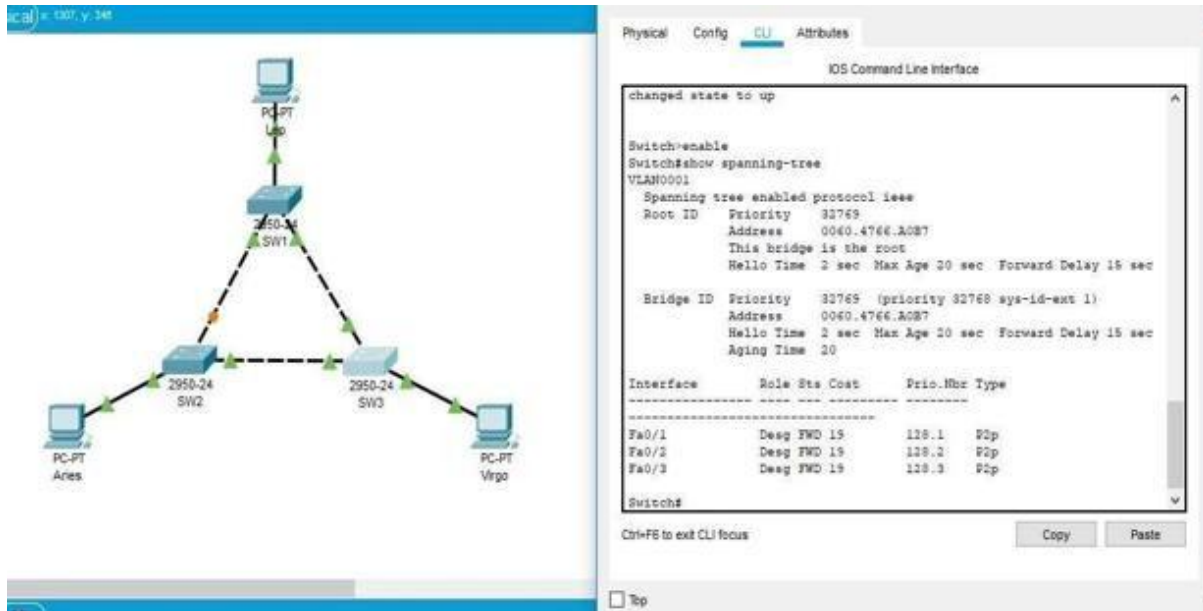 ical x: 1307, y: 346
PC-PT
Leo
2950-24
SW1
2950-24
SW2
2950-24
SW3
PC-PT
Aries
PC-PT
Virgo
Physical Config CLI Attributes
IOS Command Line Interface
changed state to up
Switch>enable
Switch#show spanning-tree
VLAN0001
Spanning tree enabled protocol ieee
Root ID Priority 32769
Address 0060.4766.A0B7
This bridge is the root
Hello Time 2 sec Max Age 20 sec Forward Delay 15 sec
Bridge ID Priority 32769 (priority 32768 sys-id-ext 1)
Address 0060.4766.A0B7
Hello Time 2 sec Max Age 20 sec Forward Delay 15 sec
Aging Time 20
Interface Role Sts Cost Prio.Nbr Type
---------------- ---- --- --------- --------
--------------------------------
Fa0/1 Desg FWD 19 128.1 P2p
Fa0/2 Desg FWD 19 128.2 P2p
Fa0/3 Desg FWD 19 128.3 P2p
Switch#
Ctrl+F6 to exit CLI focus Copy Paste
Top